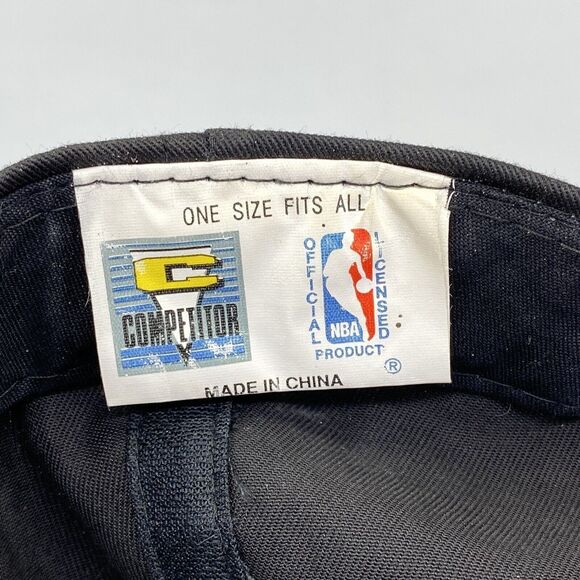 ONE SIZE FITS ALL
C
COMPETITOR
OFFICIAL
LICENSED
NBA
PRODUCT
®
MADE IN CHINA